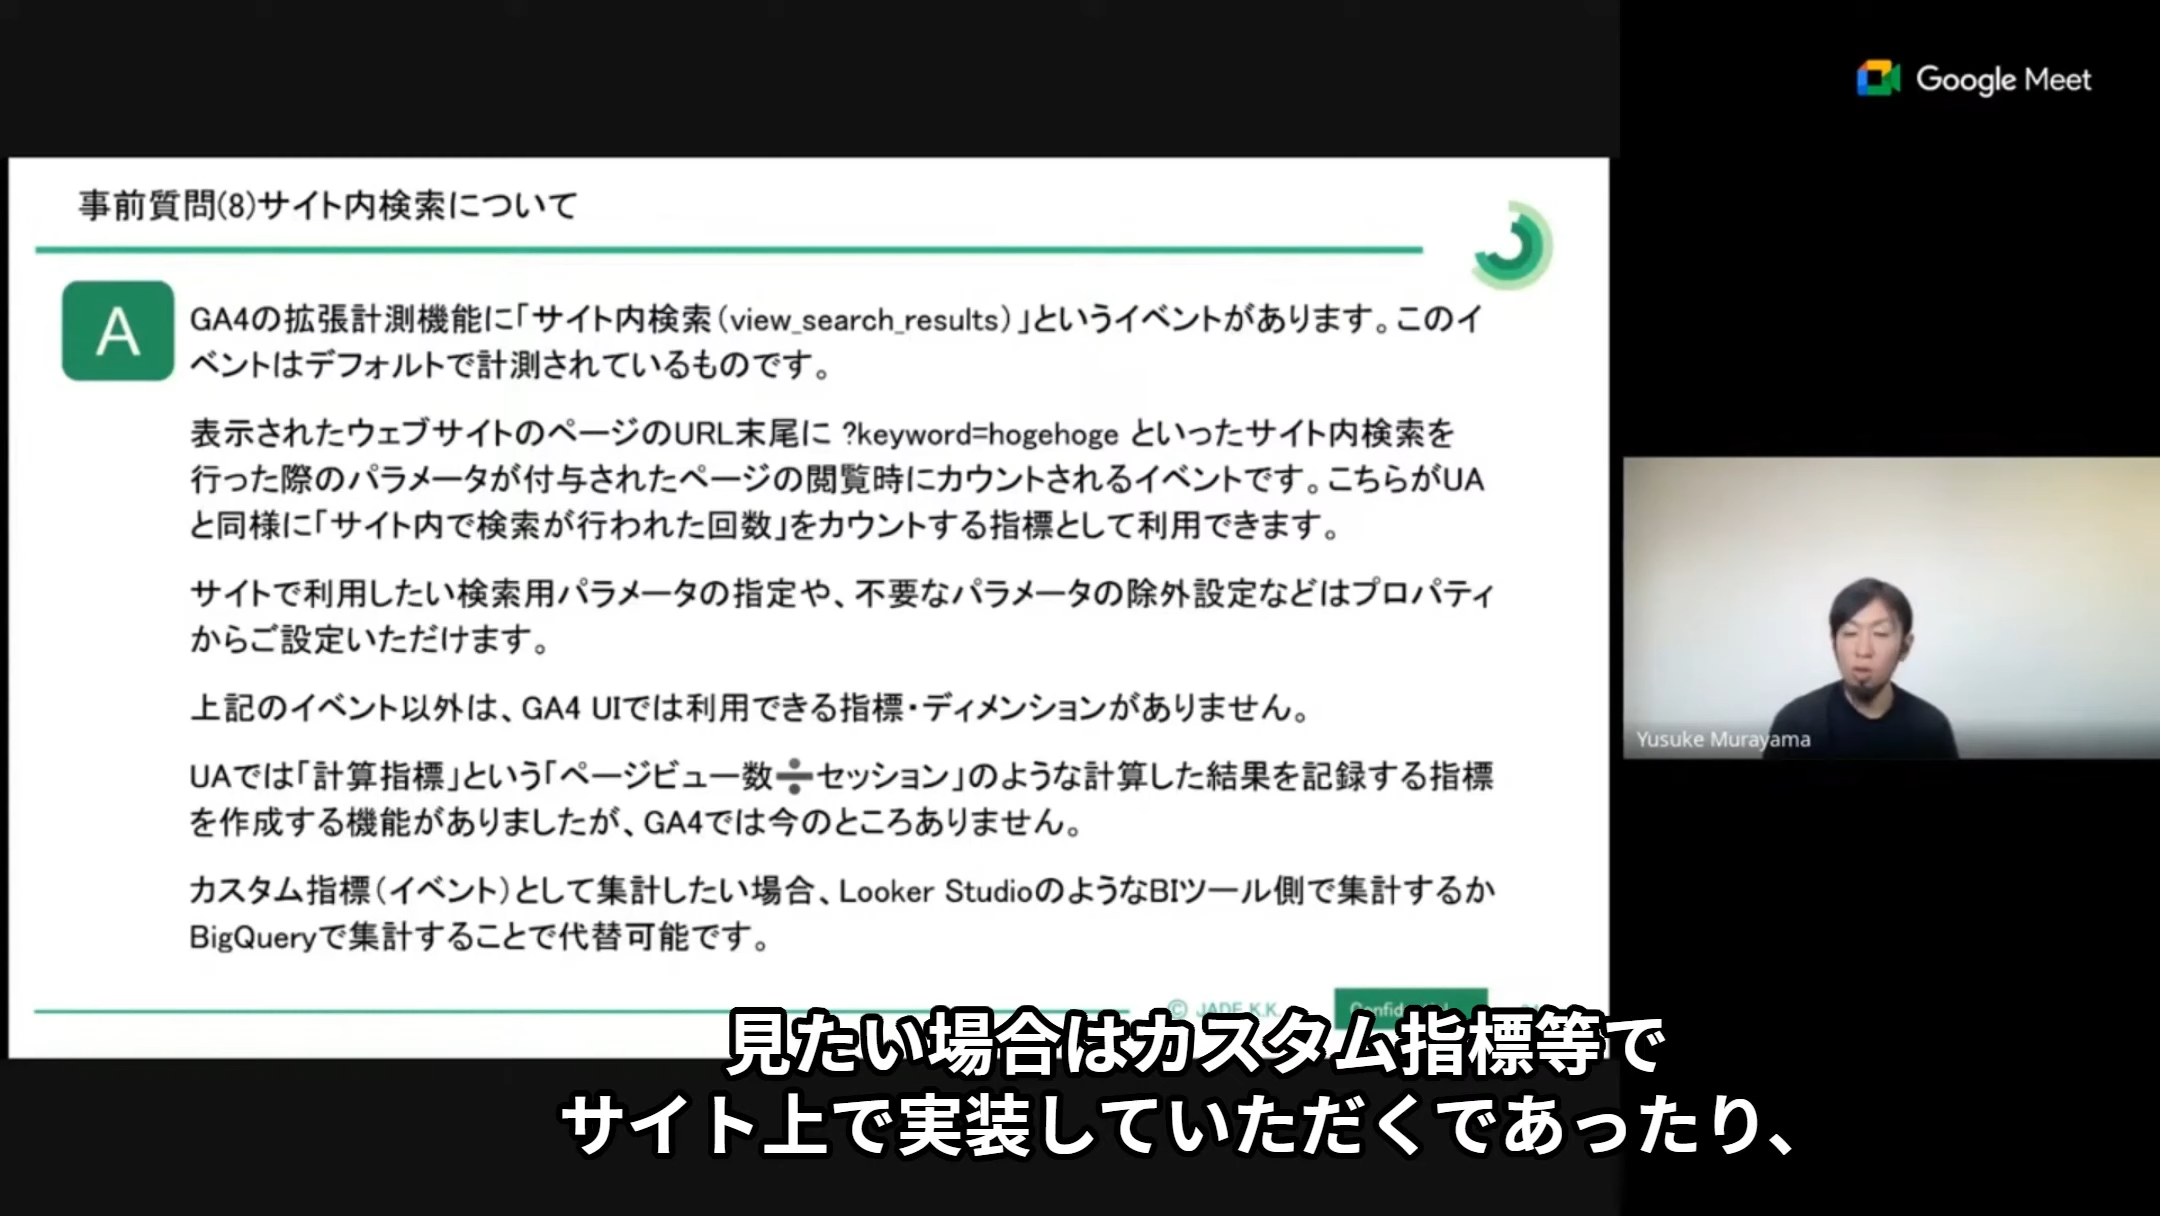 Google Meet
事前質問(8)サイト内検索について
A
GA4の拡張計測機能に「サイト内検索（view_search_results）」というイベントがあります。このイ
ベントはデフォルトで計測されているものです。
表示されたウェブサイトのページのURL末尾に ?keyword=hogehoge といったサイト内検索を
行った際のパラメータが付与されたページの閲覧時にカウントされるイベントです。こちらがUA
と同様に「サイト内で検索が行われた回数」をカウントする指標として利用できます。
サイトで利用したい検索用パラメータの指定や、不要なパラメータの除外設定などはプロパティ
からご設定いただけます。
上記のイベント以外は、GA4 UIでは利用できる指標・ディメンションがありません。
UAでは「計算指標」という「ページビュー数➗セッション」のような計算した結果を記録する指標
を作成する機能がありましたが、GA4では今のところありません。
カスタム指標（イベント）として集計したい場合、Looker StudioのようなBIツール側で集計するか
BigQueryで集計することで代替可能です。
Yusuke Murayama
© JADE K.K.
見たい場合はカスタム指標等で
サイト上で実装していただくであったり、